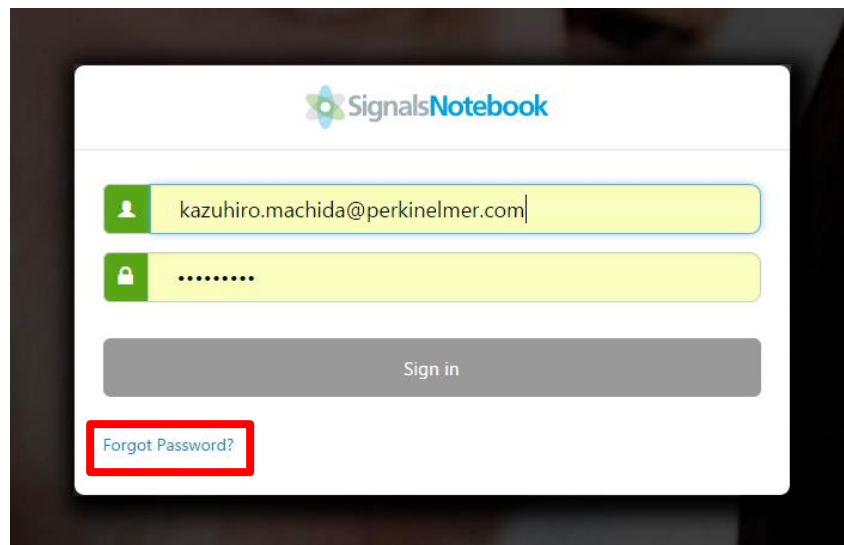 SignalsNotebook
kazuhiro.machida@perkinelmer.com
•••••••••
Sign in
Forgot Password?